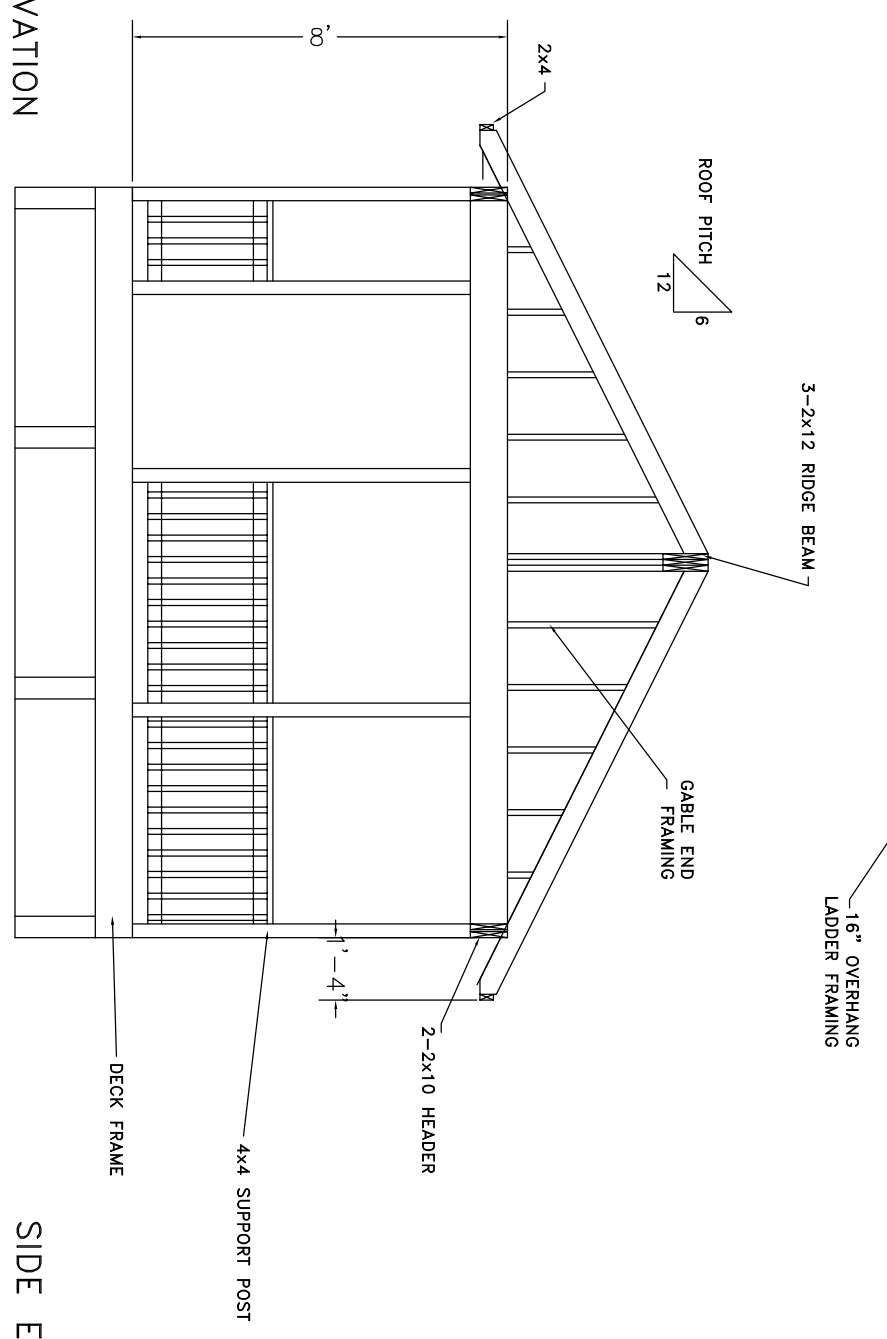 16" OVERHANG
LADDER FRAMING
3-2x12 RIDGE BEAM
ROOF PITCH
6
12
GABLE END
FRAMING
2x4
8'
1'-4"
2-2x10 HEADER
4x4 SUPPORT POST
DECK FRAME
VATION
SIDE E